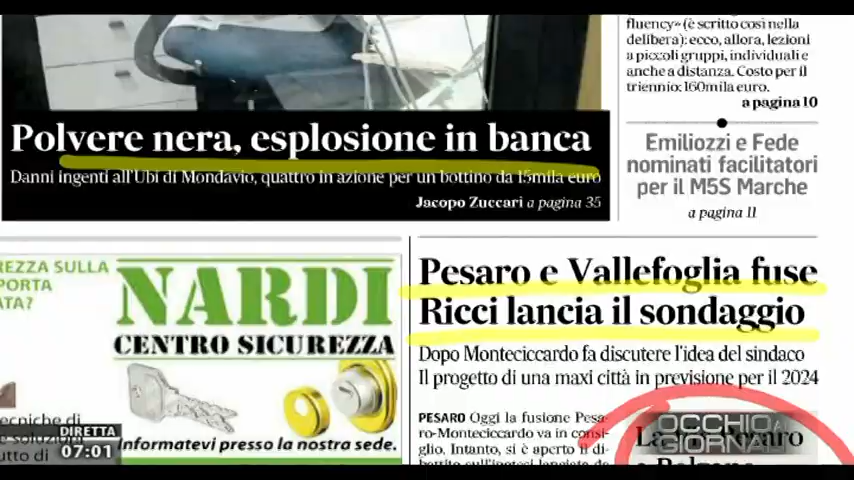 fluency» (è scritto così nella
delibera): ecco, allora, lezioni
a piccoli gruppi, individuali e
anche a distanza. Costo per il
triennio: 160mila euro.
a pagina 10
Polvere nera, esplosione in banca
Danni ingenti all'Ubi di Mondavio, quattro in azione per un bottino da 15mila euro
Jacopo Zuccari a pagina 35
Emiliozzi e Fede
nominati facilitatori
per il M5S Marche
a pagina 11
REZZA SULLA
PORTA
ATA?
NARDI
CENTRO SICUREZZA
ecniche di
Informatevi presso la nostra sede.
utto di
Pesaro e Vallefoglia fuse
Ricci lancia il sondaggio
Dopo Monteciccardo fa discutere l'idea del sindaco
Il progetto di una maxi città in previsione per il 2024
PESARO Oggi la fusione Pesa-
ro-Monteciccardo va in consi-
glio. Intanto, si è aperto il di-
OCCHIO AI
GIORNALI
DIRETTA
07:01